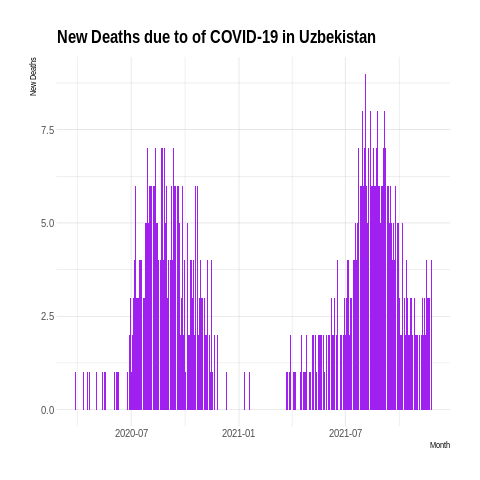 New Deaths due to of COVID-19 in Uzbekistan
New Deaths
7.5
5.0
2.5
0.0
2020-07 2021-01 2021-07
Month